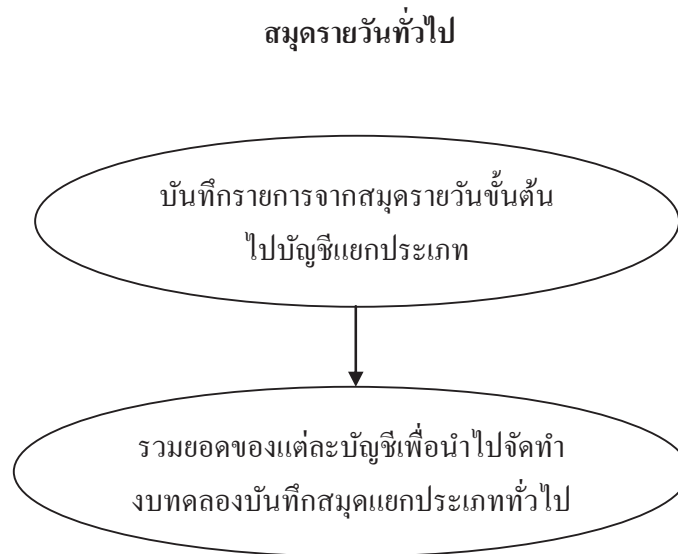 สมุดรายวันทั่วไป
บันทึกรายการจากสมุดรายวันขั้นต้น
ไปบัญชีแยกประเภท
รวมยอดของแต่ละบัญชีเพื่อนำไปจัดทำ
งบทดลองบันทึกสมุดแยกประเภททั่วไป